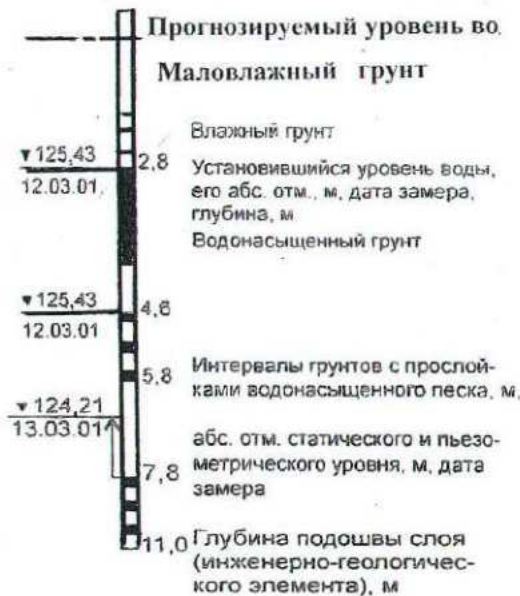 Прогнозируемый уровень во
Маловлажный грунт
Влажный грунт
▼125,43
2,8
12.03.01.
Установившийся уровень воды,
его абс. отм., м, дата замера,
глубина, м
Водонасыщенный грунт
▼125,43
4,6
12.03.01
5,8
Интервалы грунтов с прослой-
ками водонасыщенного песка, м,
▼124,21
13.03.01
абс. отм. статического и пьезо-
метрического уровня, м, дата
замера
7,8
11,0
Глубина подошвы слоя
(инженерно-геологичес-
кого элемента), м